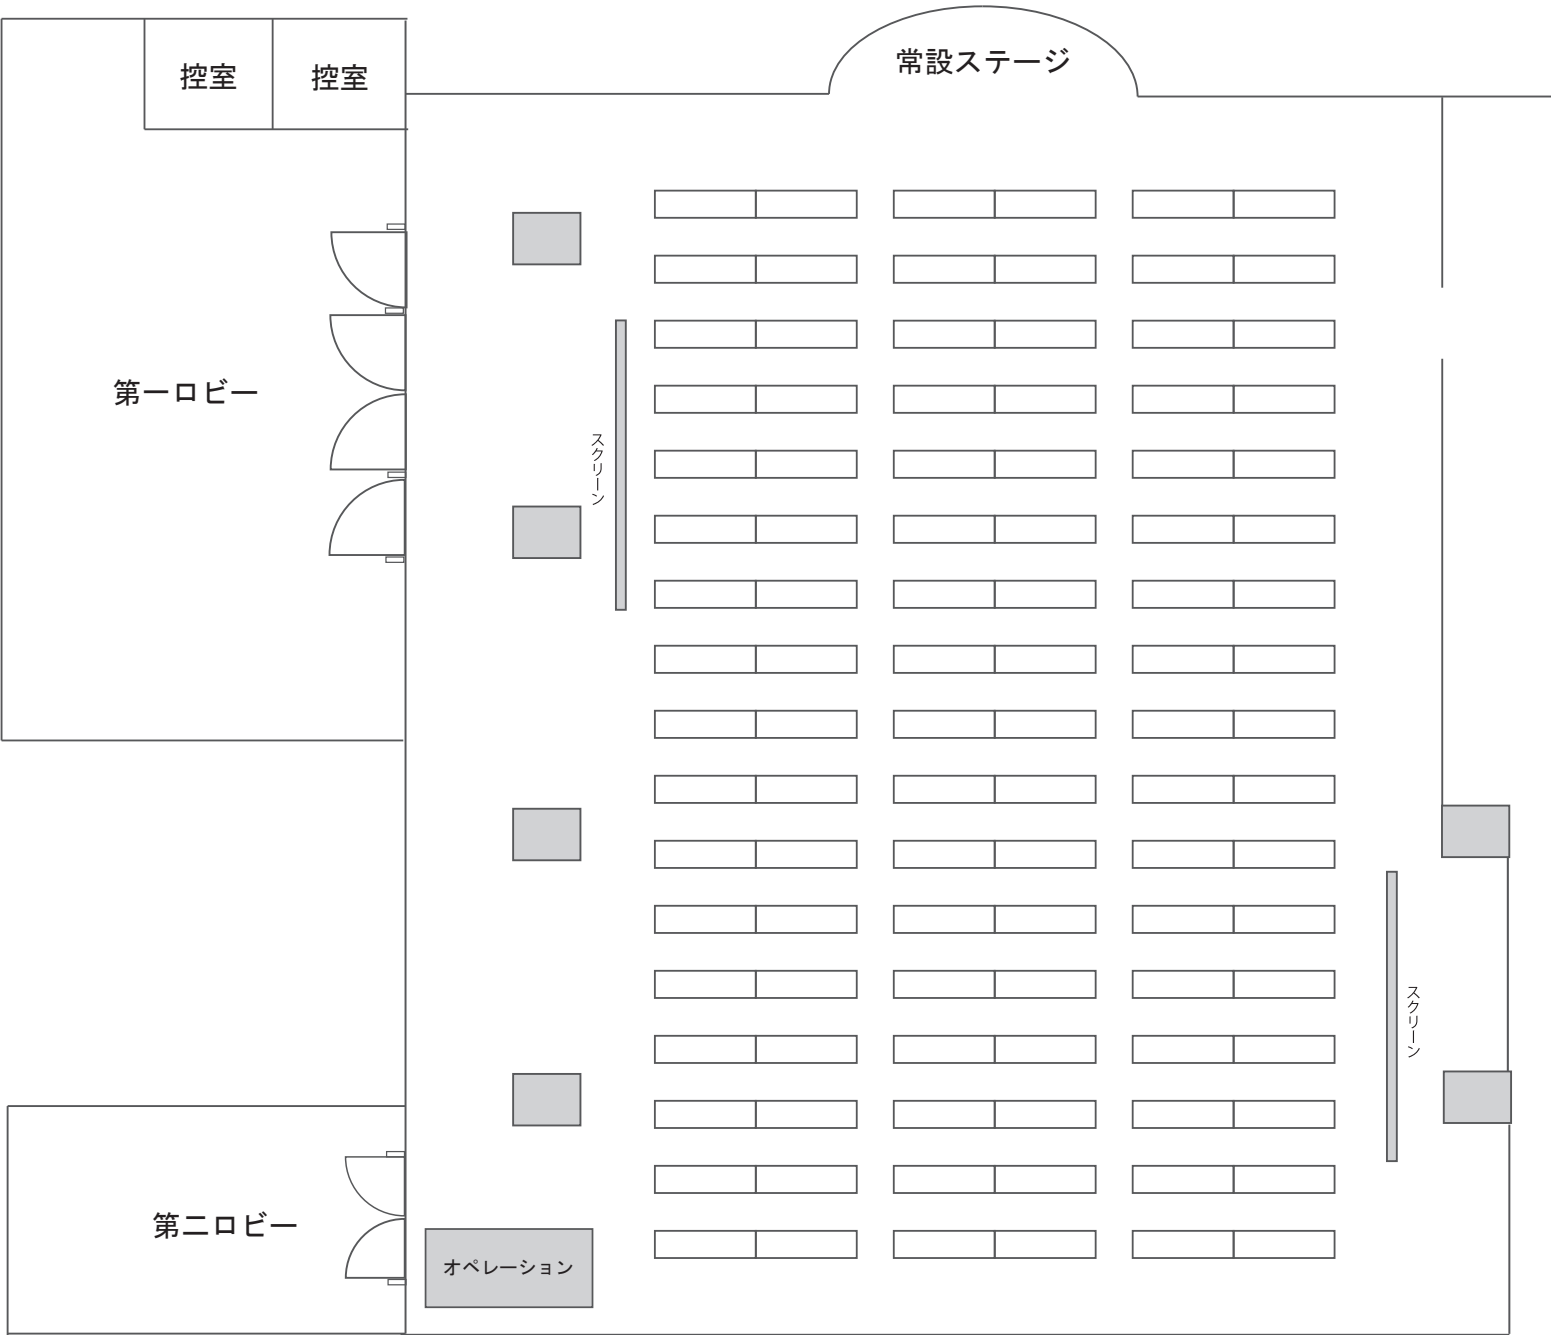 常設ステージ
控室
控室
第一ロビー
スクリーン
スクリーン
第二ロビー
オペレーション